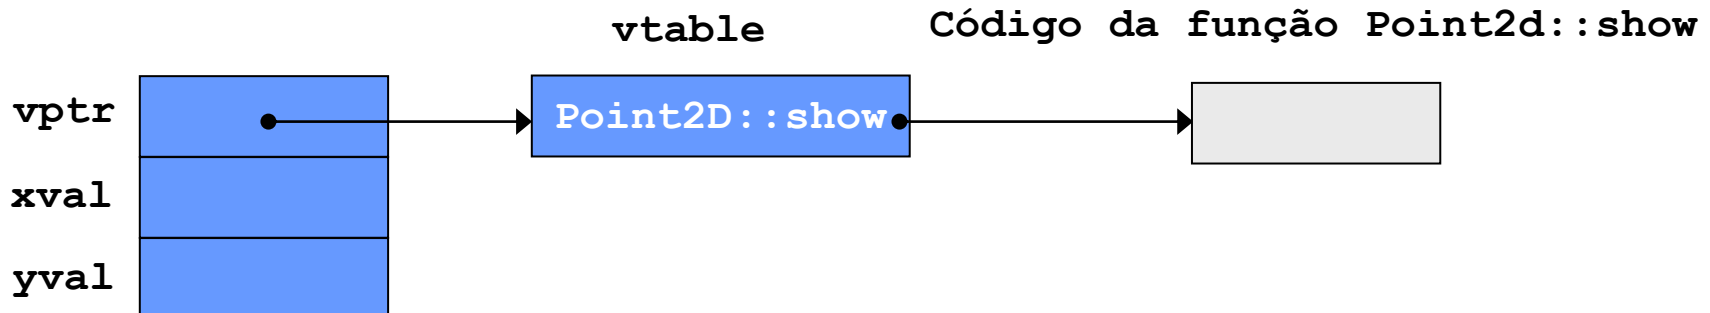 vtable
Código da função Point2d::show
vptr
Point2D::show
xval
yval